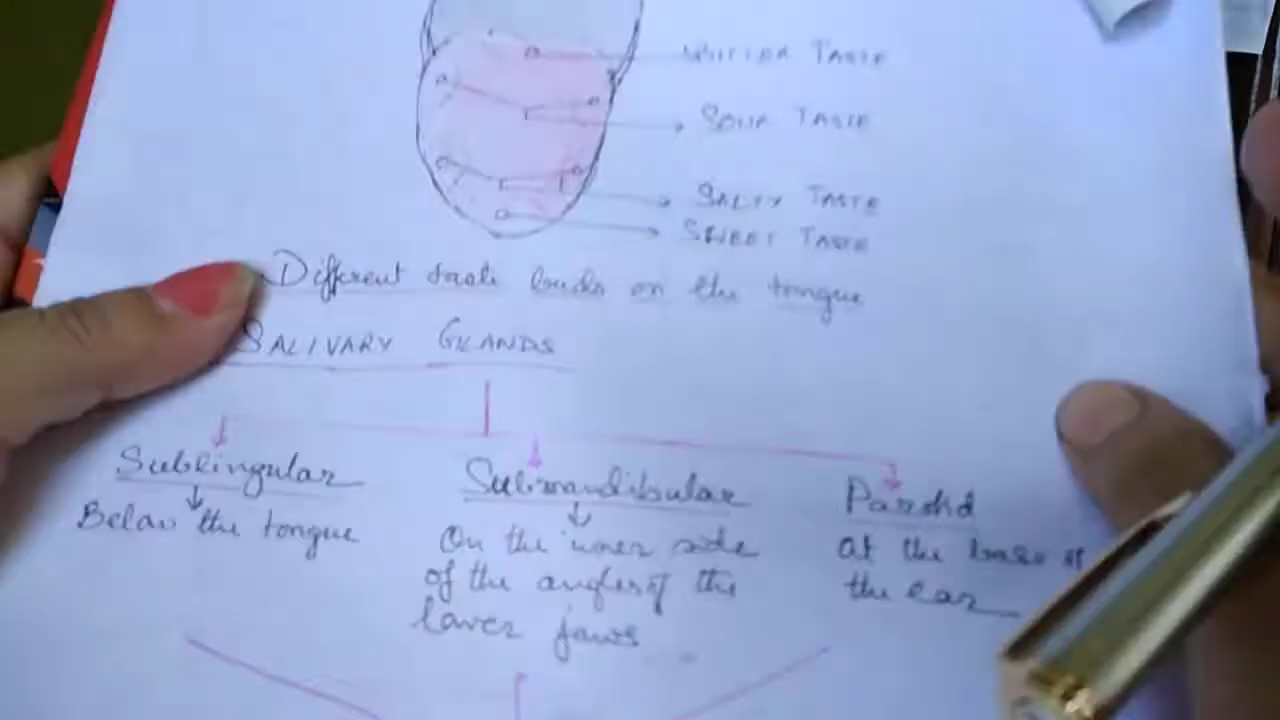 BITTER TASTE
SOUR TASTE
SALTY TASTE
SWEET TASTE
Different taste buds on the tongue
SALIVARY GLANDS
Sublingular
Below the tongue
Submandibular
On the inner side
of the angles of the
lower jaws
Parotid
at the base of
the ear